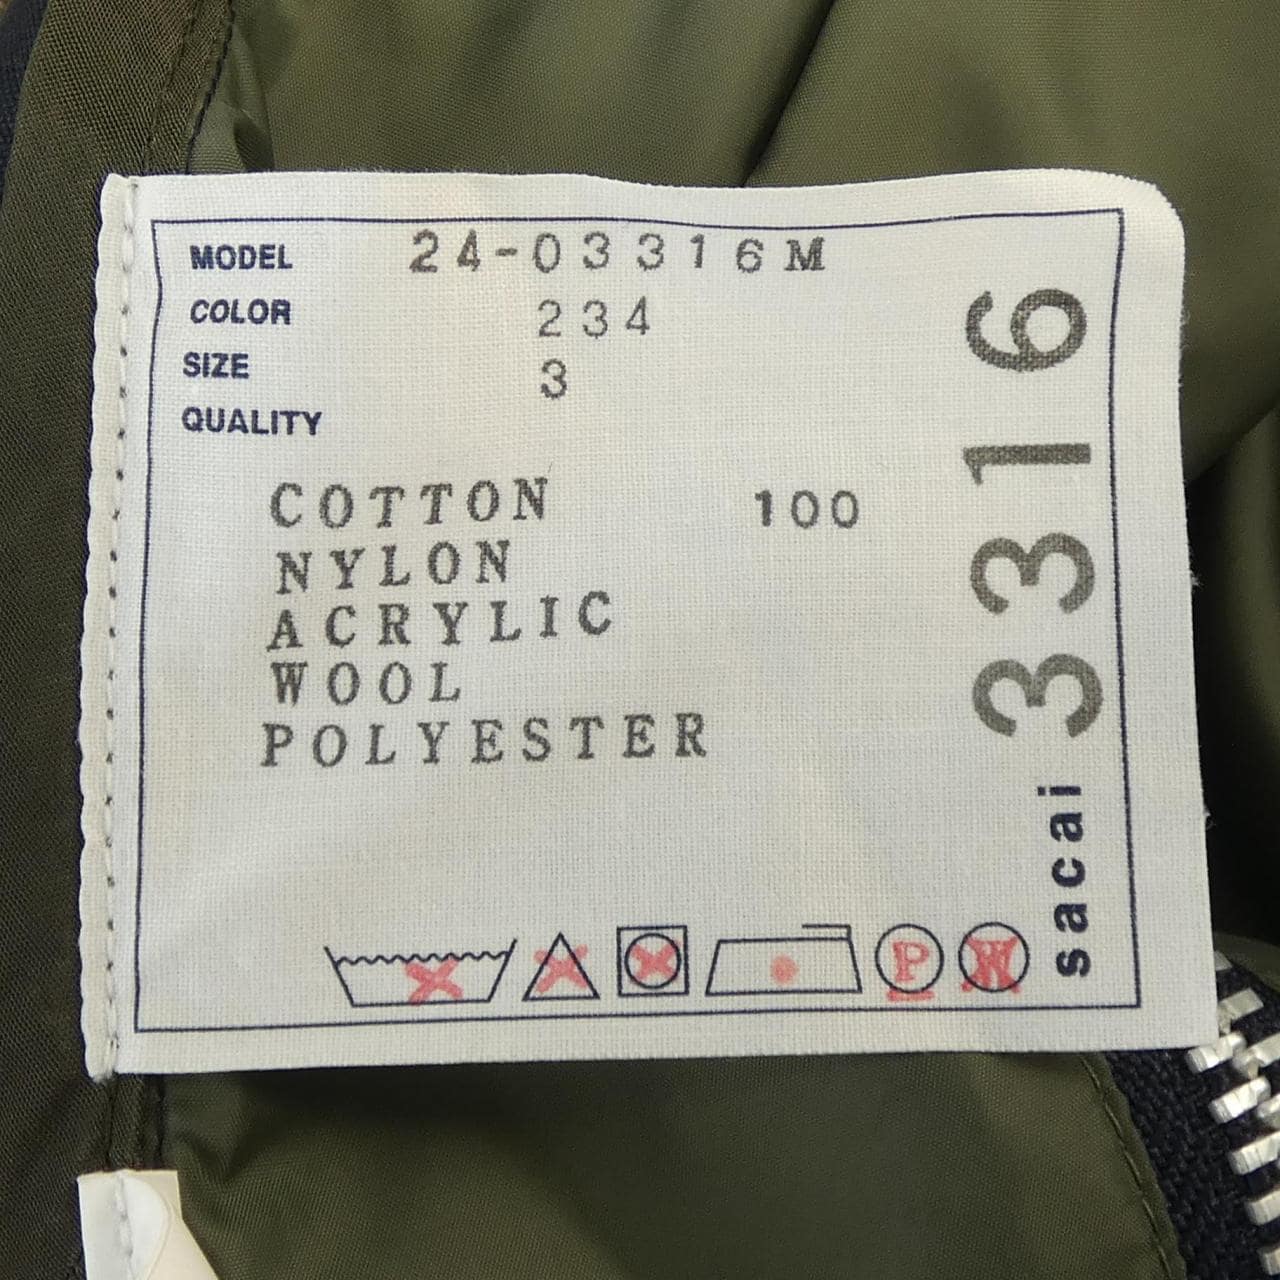 MODEL 24-03316M
COLOR 234
SIZE 3
QUALITY
COTTON 100
NYLON
ACRYLIC
WOOL
POLYESTER
P W
sacai 3316